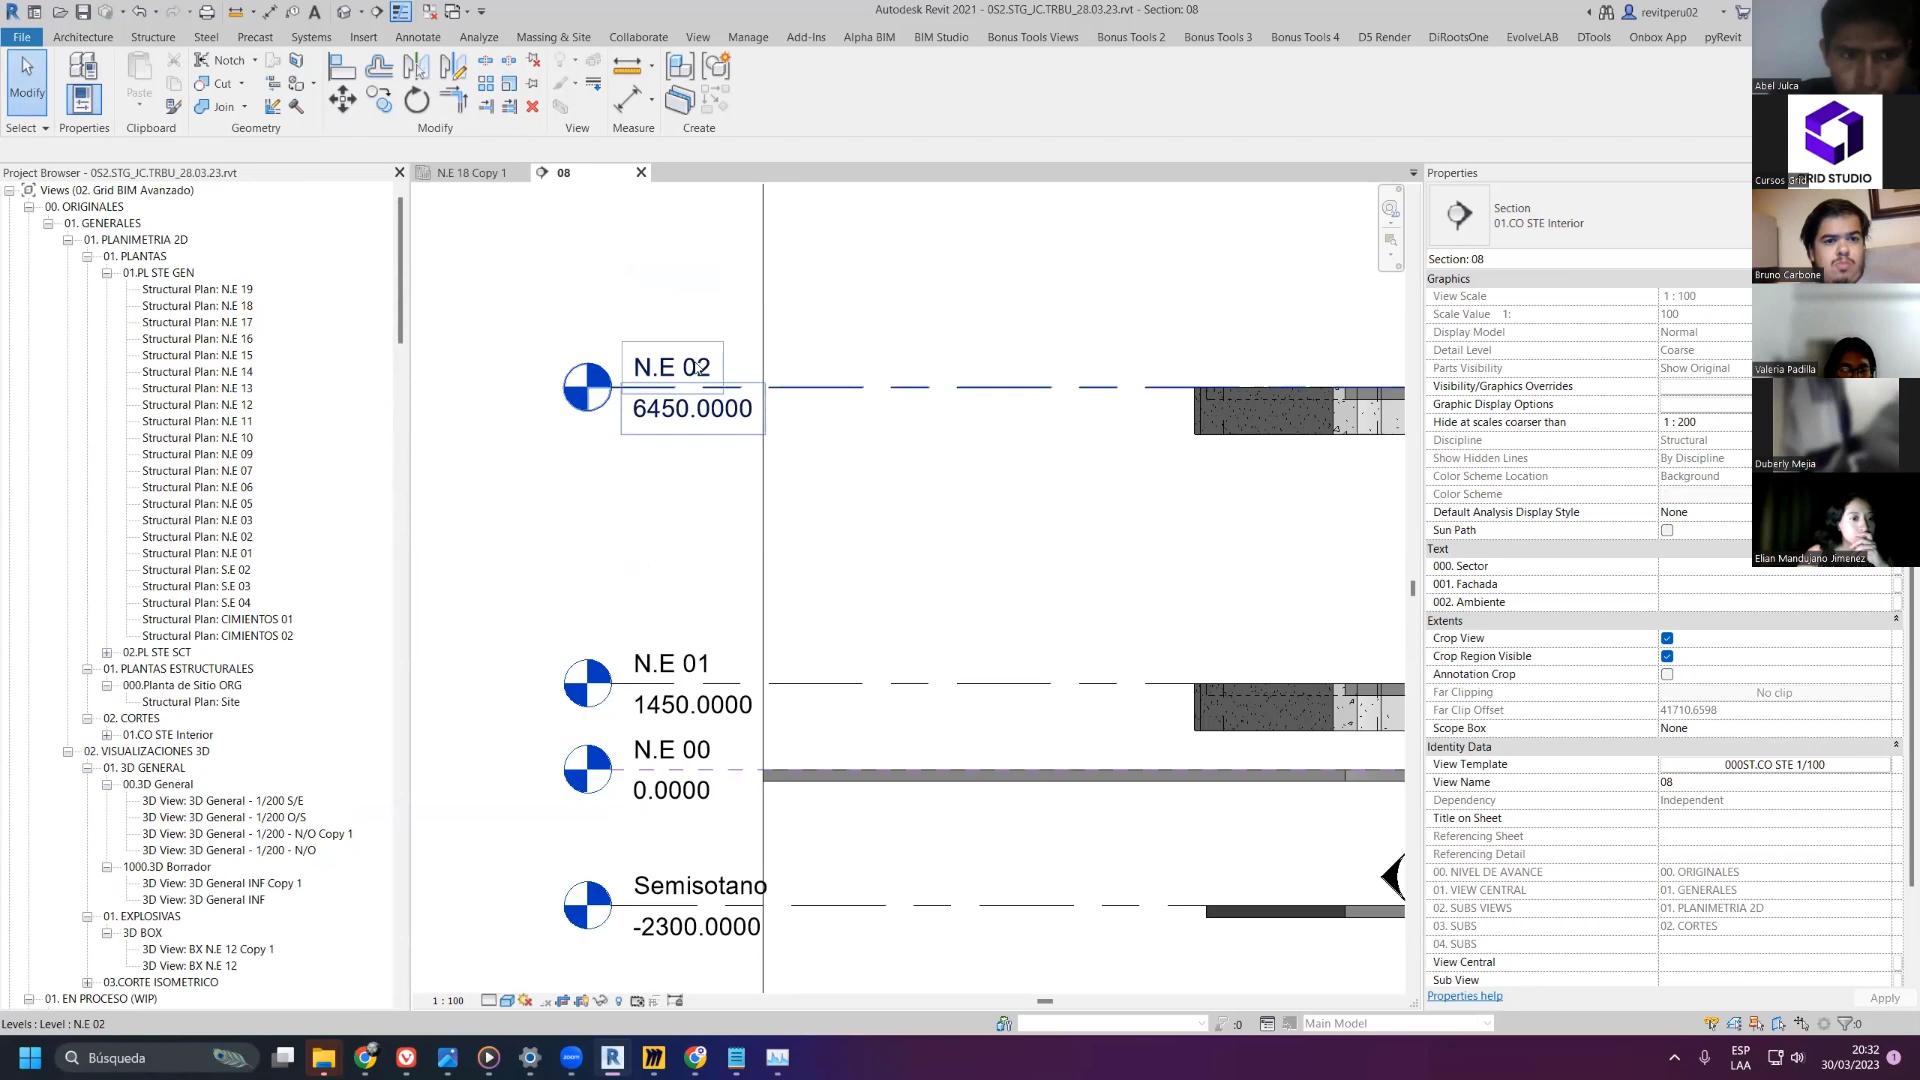 Autodesk Revit 2021 - 0S2.STG_JC.TRBU_28.03.23.rvt - Section: 08
revitperu02
File Architecture Structure Steel Precast Systems Insert Annotate Analyze Massing & Site Collaborate View Manage Add-Ins Alpha BIM BIM Studio Bonus Tools Views Bonus Tools 2 Bonus Tools 3 Bonus Tools 4 D5 Render DiRootsOne EvolveLAB DTools Onbox App pyRevit
Modify
Paste
Notch
Cut
Join
Select Properties Clipboard Geometry Modify View Measure Create
Project Browser - 0S2.STG_JC.TRBU_28.03.23.rvt
Views (02. Grid BIM Avanzado)
00. ORIGINALES
01. GENERALES
01. PLANIMETRIA 2D
01. PLANTAS
01.PL STE GEN
Structural Plan: N.E 19
Structural Plan: N.E 18
Structural Plan: N.E 17
Structural Plan: N.E 16
Structural Plan: N.E 15
Structural Plan: N.E 14
Structural Plan: N.E 13
Structural Plan: N.E 12
Structural Plan: N.E 11
Structural Plan: N.E 10
Structural Plan: N.E 09
Structural Plan: N.E 07
Structural Plan: N.E 06
Structural Plan: N.E 05
Structural Plan: N.E 03
Structural Plan: N.E 02
Structural Plan: N.E 01
Structural Plan: S.E 02
Structural Plan: S.E 03
Structural Plan: S.E 04
Structural Plan: CIMIENTOS 01
Structural Plan: CIMIENTOS 02
02.PL STE SCT
01. PLANTAS ESTRUCTURALES
000.Planta de Sitio ORG
Structural Plan: Site
02. CORTES
01.CO STE Interior
02. VISUALIZACIONES 3D
01. 3D GENERAL
00.3D General
3D View: 3D General - 1/200 S/E
3D View: 3D General - 1/200 O/S
3D View: 3D General - 1/200 - N/O Copy 1
3D View: 3D General - 1/200 - N/O
1000.3D Borrador
3D View: 3D General INF Copy 1
3D View: 3D General INF
01. EXPLOSIVAS
3D BOX
3D View: BX N.E 12 Copy 1
3D View: BX N.E 12
03.CORTE ISOMETRICO
01. EN PROCESO (WIP)
N.E 18 Copy 1
08
N.E 02
6450.0000
N.E 01
1450.0000
N.E 00
0.0000
Semisotano
-2300.0000
1 : 100
Properties
Section
01.CO STE Interior
Section: 08
Graphics
View Scale 1 : 100
Scale Value 1: 100
Display Model Normal
Detail Level Coarse
Parts Visibility Show Original
Visibility/Graphics Overrides
Graphic Display Options
Hide at scales coarser than 1 : 200
Discipline Structural
Show Hidden Lines By Discipline
Color Scheme Location Background
Color Scheme
Default Analysis Display Style None
Sun Path
Text
000. Sector
001. Fachada
002. Ambiente
Extents
Crop View
Crop Region Visible
Annotation Crop
Far Clipping No clip
Far Clip Offset 41710.6598
Scope Box None
Identity Data
View Template 000ST.CO STE 1/100
View Name 08
Dependency Independent
Title on Sheet
Referencing Sheet
Referencing Detail
00. NIVEL DE AVANCE 00. ORIGINALES
01. VIEW CENTRAL 01. GENERALES
02. SUBS VIEWS 01. PLANIMETRIA 2D
03. SUBS 02. CORTES
04. SUBS
View Central
Sub View
Properties help
Apply
Abel Julca
Cursos Grid
GRID STUDIO
Bruno Carbone
Valeria Padilla
Duberly Mejia
Elian Mandujano Jimenez
Levels : Level : N.E 02
:0
Main Model
:0
Búsqueda
ESP
LAA
20:32
30/03/2023
1